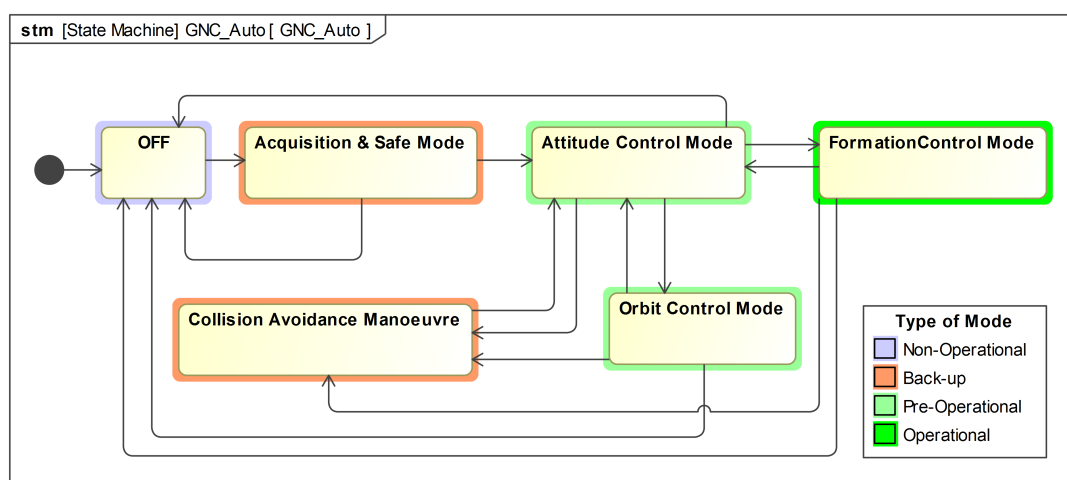 stm [State Machine] GNC_Auto [ GNC_Auto ]
OFF
Acquisition & Safe Mode
Attitude Control Mode
FormationControl Mode
Collision Avoidance Manoeuvre
Orbit Control Mode
Type of Mode
Non-Operational
Back-up
Pre-Operational
Operational